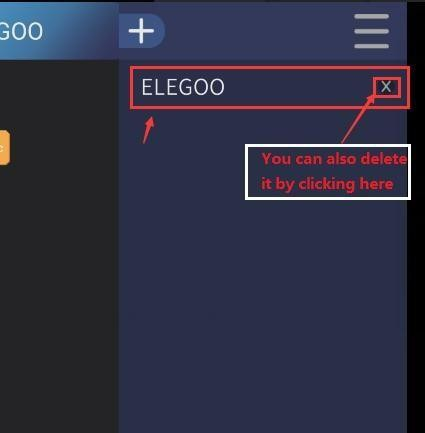 GOO
ELEGOO
X
You can also delete
it by clicking here